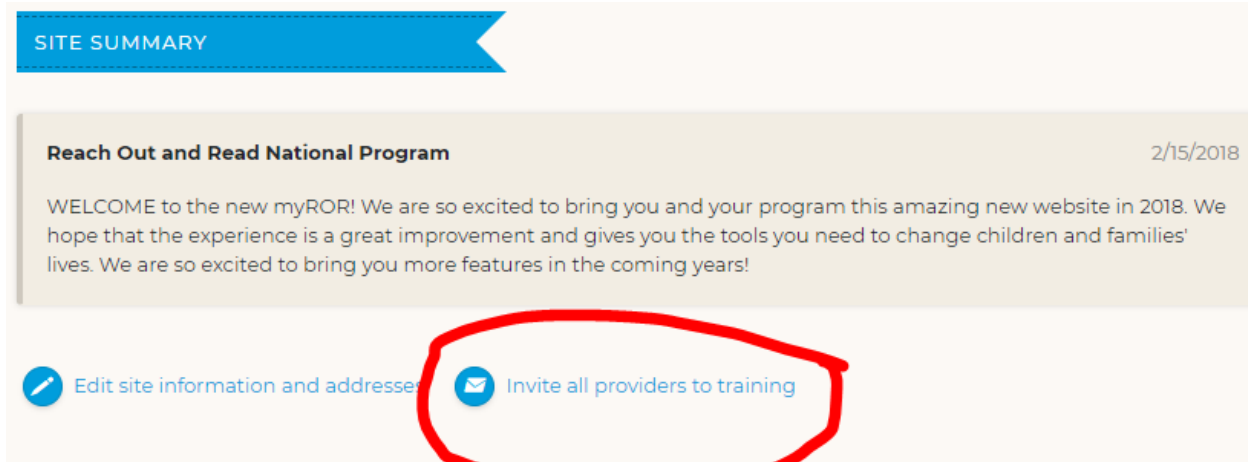 SITE SUMMARY
Reach Out and Read National Program
2/15/2018
WELCOME to the new myROR! We are so excited to bring you and your program this amazing new website in 2018. We
hope that the experience is a great improvement and gives you the tools you need to change children and families'
lives. We are so excited to bring you more features in the coming years!
Edit site information and addresses
Invite all providers to training